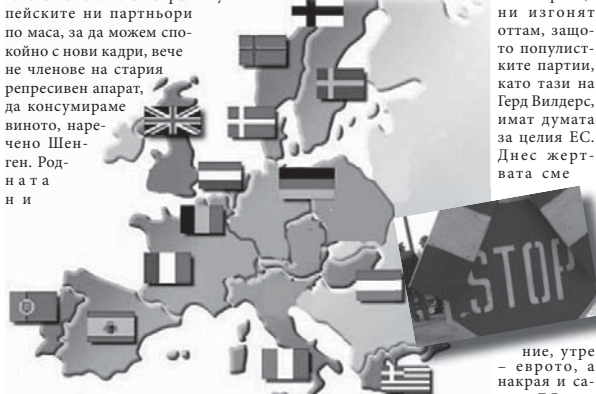 пейските ни партньори
по маса, за да можем спо-
койно с нови кадри, вече
не членове на стария
репресивен апарат,
да консумираме
виното, наре-
чено Шен-
ген. Род-
ната
ни
ни изгонят
оттам, защо-
то популист-
ките партии,
като тази на
Герд Вилдерс,
имат думата
за целия ЕС.
Днес жерт-
вата сме
STOP
ние, утре
– еврото, а
накрая и са-